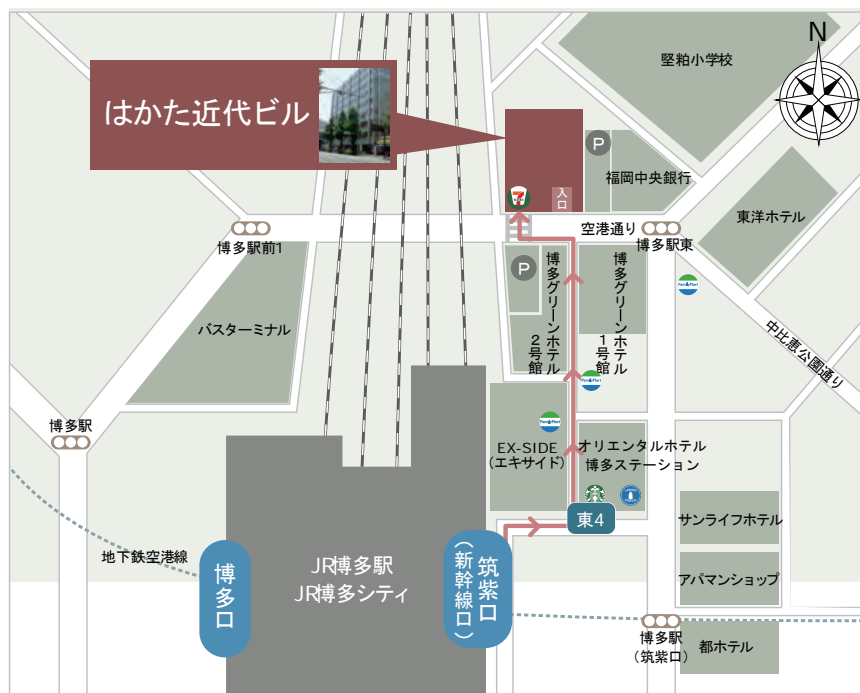 N
堅粕小学校
はかた近代ビル
P
福岡中央銀行
入口
7
東洋ホテル
空港通り
博多駅前1
博多駅東
P
博多グリーンホテル
2号館
博多グリーンホテル
1号館
FamilyMart
バスターミナル
中比恵公園通り
FamilyMart
FamilyMart
博多駅
EX-SIDE
(エキサイド)
オリエンタルホテル
博多ステーション
東4
サンライフホテル
地下鉄空港線
博多口
JR博多駅
JR博多シティ
筑紫口
(新幹線口)
アパマンショップ
博多駅
(筑紫口)
都ホテル